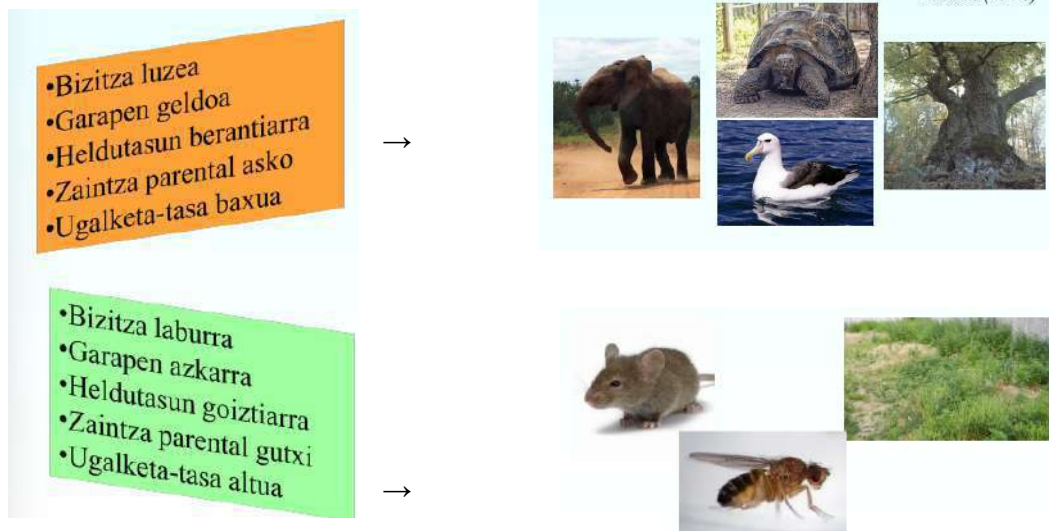 •Bizitza luzea
•Garapen geldoa
•Heldutasun berantiarra
•Zaintza parental asko
•Ugalketa-tasa baxua
→
•Bizitza laburra
•Garapen azkarra
•Heldutasun goiztiarra
•Zaintza parental gutxi
•Ugalketa-tasa altua
→